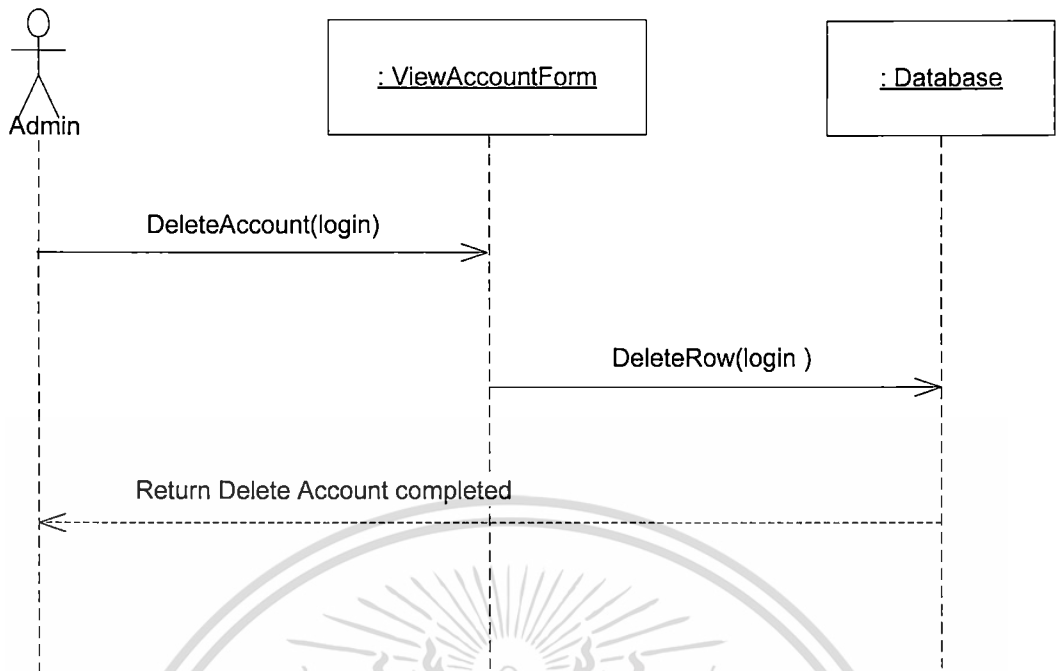 : ViewAccountForm
: Database
Admin
DeleteAccount(login)
DeleteRow(login )
Return Delete Account completed